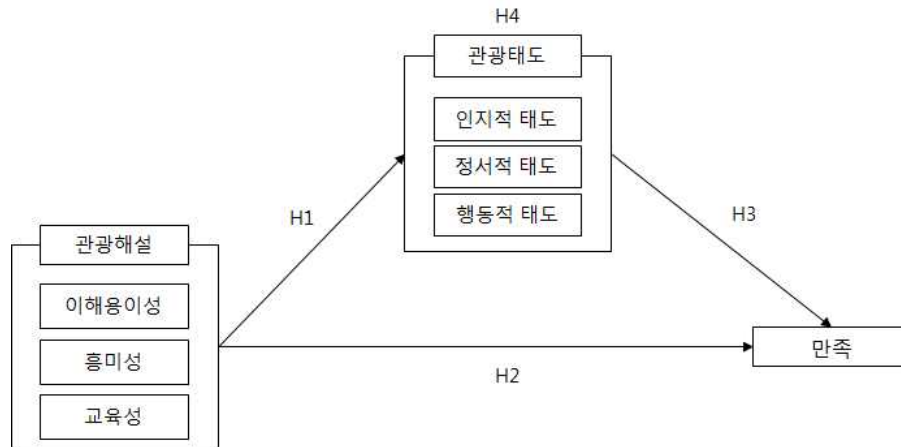 H4
관광태도
인지적 태도
정서적 태도
행동적 태도
H1
H3
관광해설
이해용이성
흥미성
교육성
만족
H2